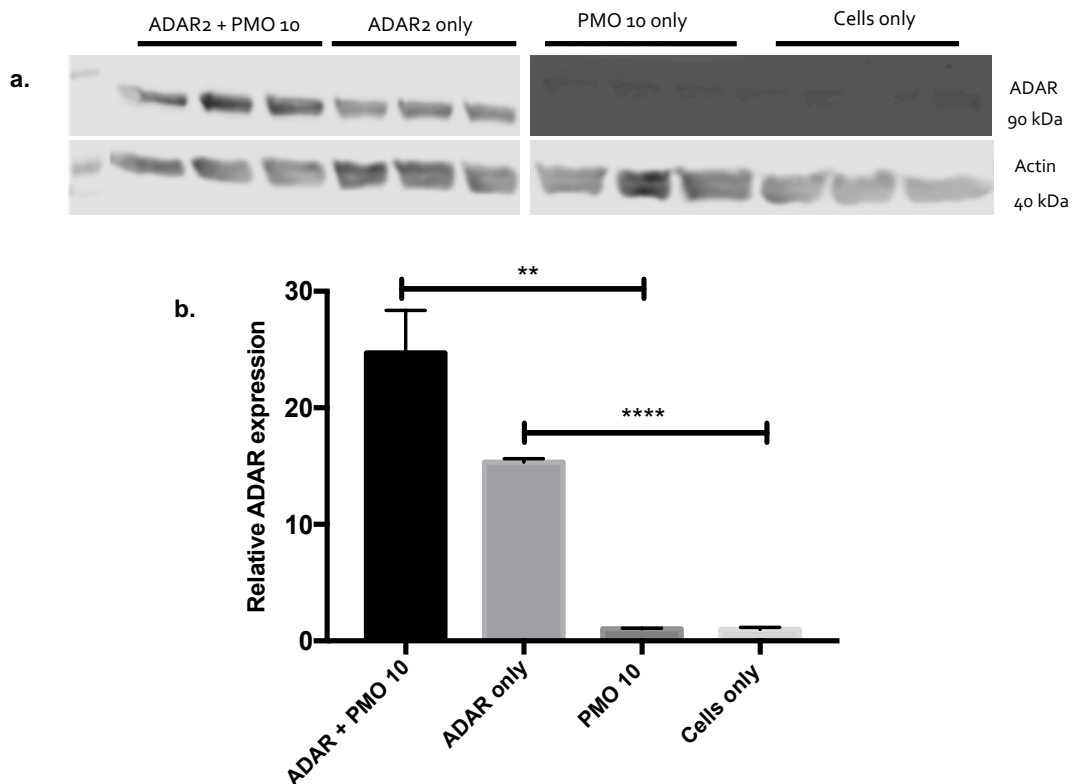 ADAR2 + PMO 10
ADAR2 only
PMO 10 only
Cells only
a.
ADAR
90 kDa
Actin
40 kDa
b.
**
****
30
20
10
0
Relative ADAR expression
ADAR + PMO 10
ADAR only
PMO 10
Cells only